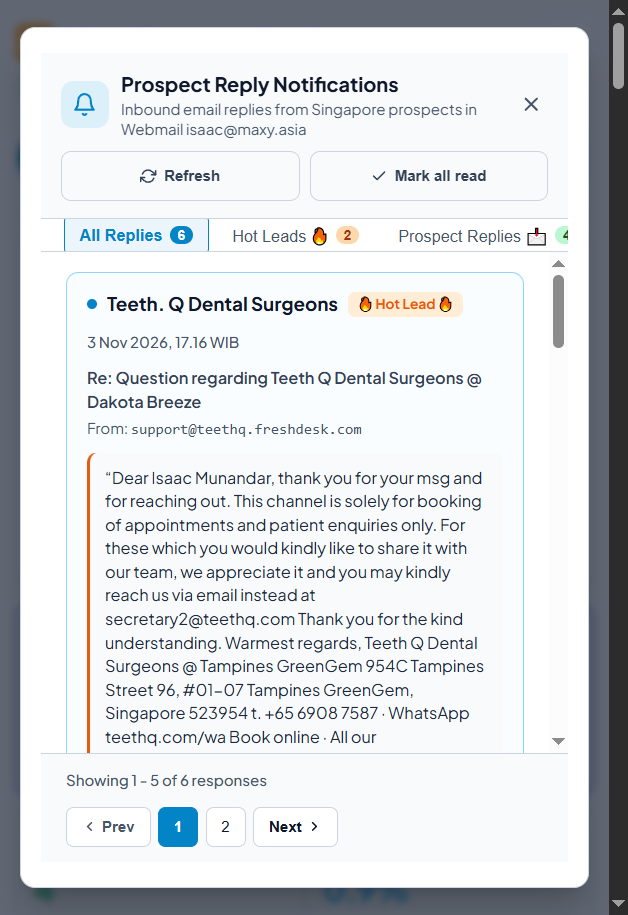 Prospect Reply Notifications
Inbound email replies from Singapore prospects in
Webmail isaac@maxy.asia
Refresh
Mark all read
All Replies 6
Hot Leads 🔥 2
Prospect Replies 📩 4
Teeth. Q Dental Surgeons
🔥 Hot Lead 🔥
3 Nov 2026, 17.16 WIB
Re: Question regarding Teeth Q Dental Surgeons @
Dakota Breeze
From: support@teethq.freshdesk.com
“Dear Isaac Munandar, thank you for your msg and
for reaching out. This channel is solely for booking
of appointments and patient enquiries only. For
these which you would kindly like to share it with
our team, we appreciate it and you may kindly
reach us via email instead at
secretary2@teethq.com Thank you for the kind
understanding. Warmest regards, Teeth Q Dental
Surgeons @ Tampines GreenGem 954C Tampines
Street 96, #01-07 Tampines GreenGem,
Singapore 523954 t. +65 6908 7587 · WhatsApp
teethq.com/wa Book online · All our
Showing 1 - 5 of 6 responses
Prev
1
2
Next